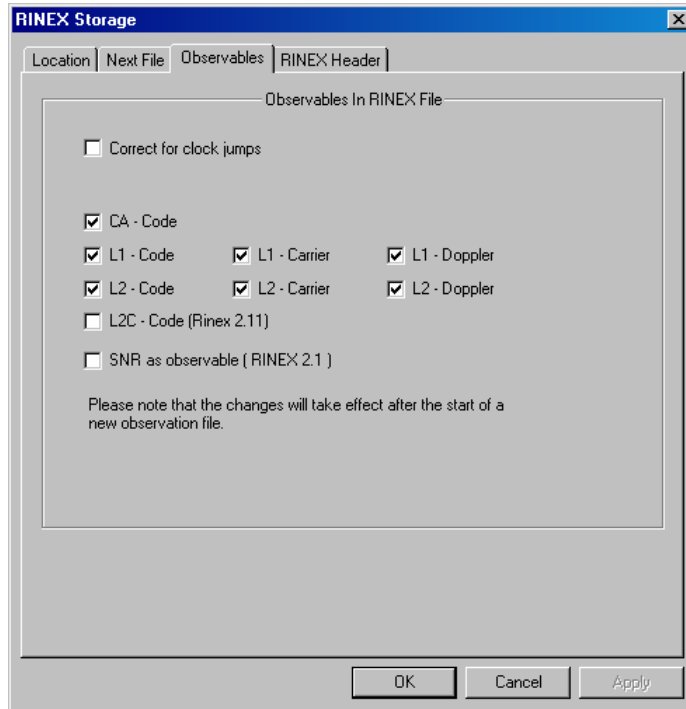 RINEX Storage
Location Next File Observables RINEX Header
Observables In RINEX File
Correct for clock jumps
CA - Code
L1 - Code L1 - Carrier L1 - Doppler
L2 - Code L2 - Carrier L2 - Doppler
L2C - Code (Rinex 2.11)
SNR as observable ( RINEX 2.1 )
Please note that the changes will take effect after the start of a
new observation file.
OK Cancel Apply